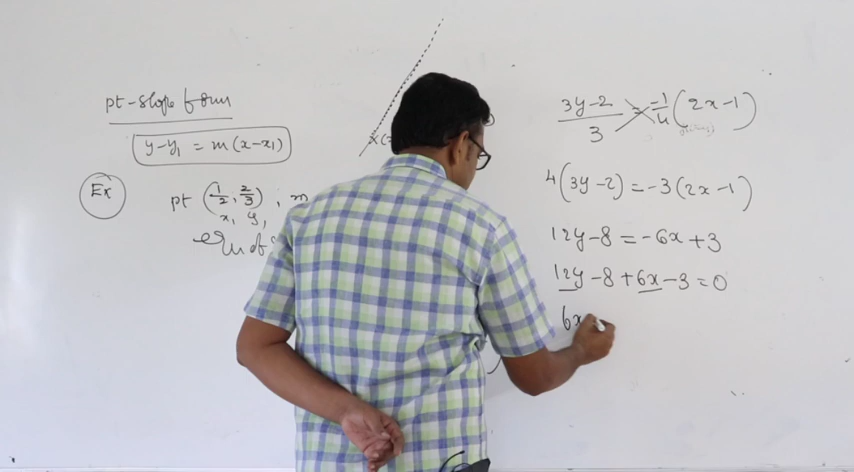 pt-slope form
y-y₁ = m(x-x₁)
Ex
pt (1/2, 2/3), m
x₁ y₁
of
(3y-2)/3 = -1/4 (2x-1)
4(3y-2) = -3(2x-1)
12y-8 = -6x+3
12y-8+6x-3=0
6x